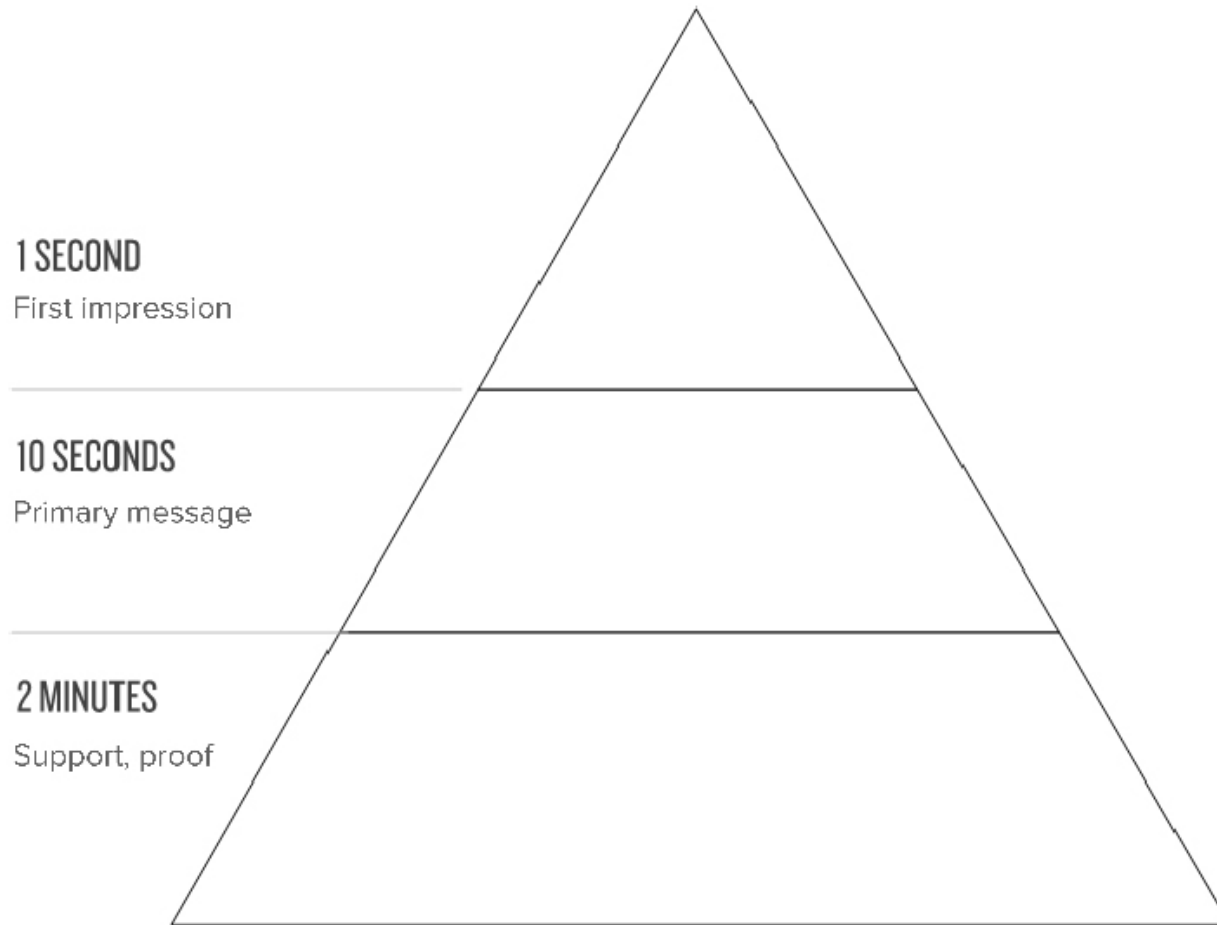 1 SECOND
First impression
10 SECONDS
Primary message
2 MINUTES
Support, proof